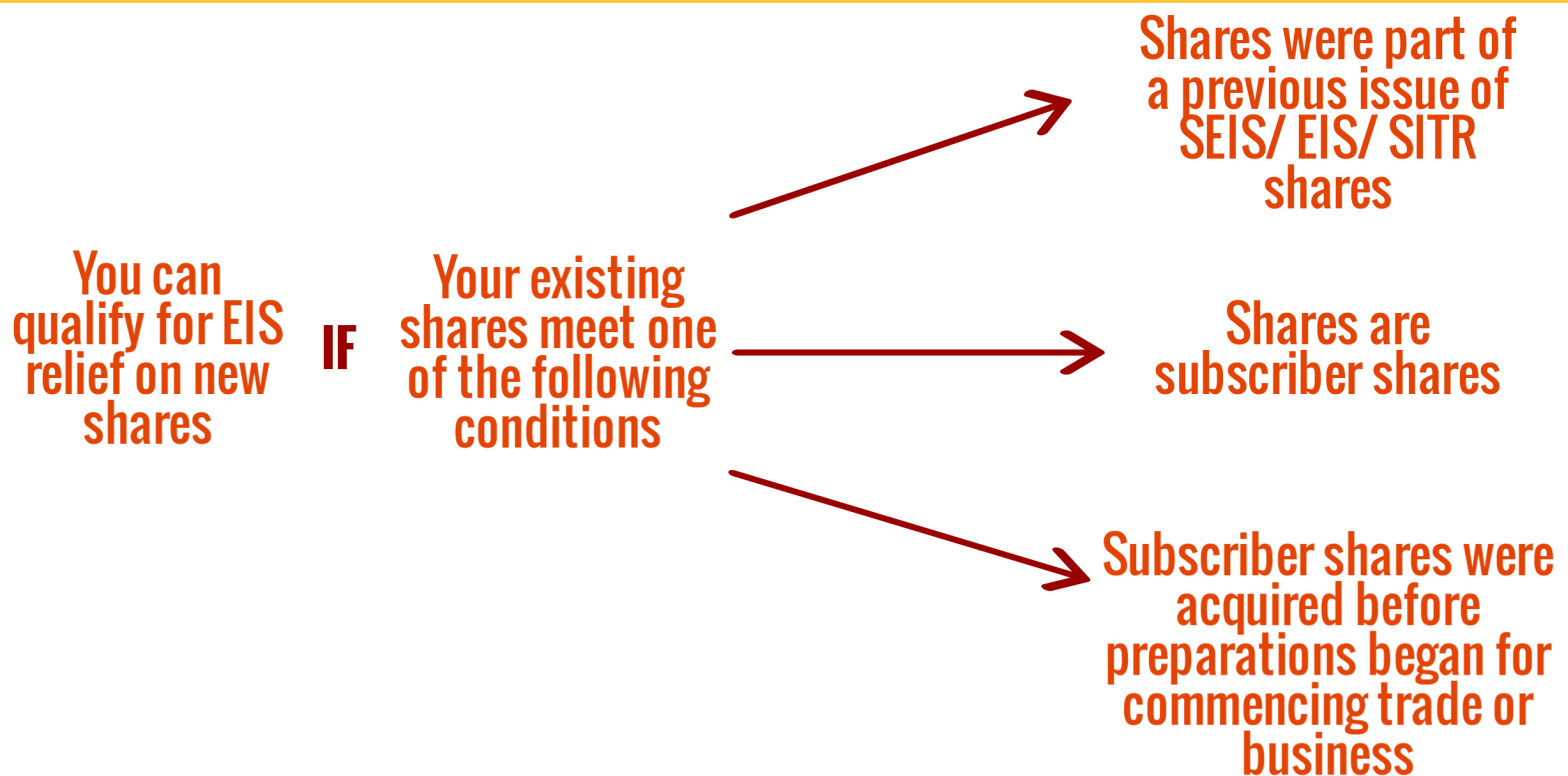 You can
qualify for EIS
relief on new
shares
IF
Your existing
shares meet one
of the following
conditions
Shares were part of
a previous issue of
SEIS/ EIS/ SITR
shares
Shares are
subscriber shares
Subscriber shares were
acquired before
preparations began for
commencing trade or
business